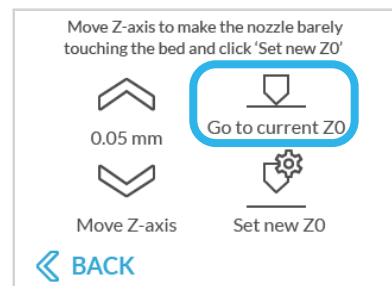 Move Z-axis to make the nozzle barely
touching the bed and click ‘Set new Z0’
0.05 mm
Go to current Z0
Move Z-axis
Set new Z0
BACK